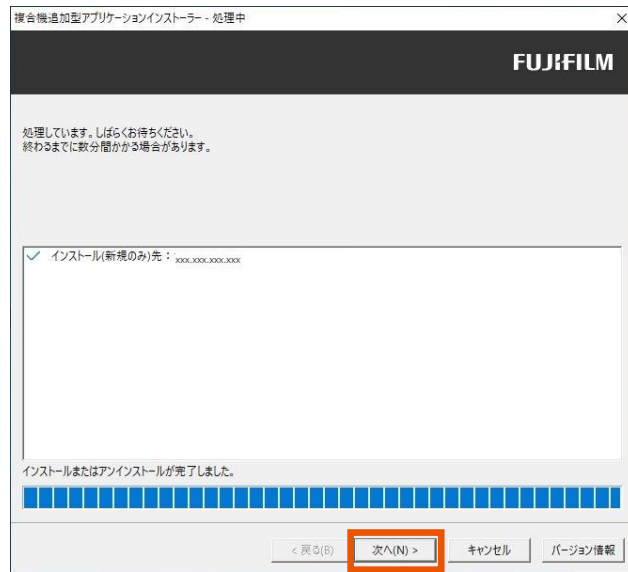 複合機追加型アプリケーションインストーラー - 処理中
FUJIFILM
処理しています。しばらくお待ちください。
終わるまでに数分間かかる場合があります。
インストール(新規のみ)先：xxx.xxx.xxx.xxx
インストールまたはアンインストールが完了しました。
< 戻る(B) 次へ(N) > キャンセル バージョン情報